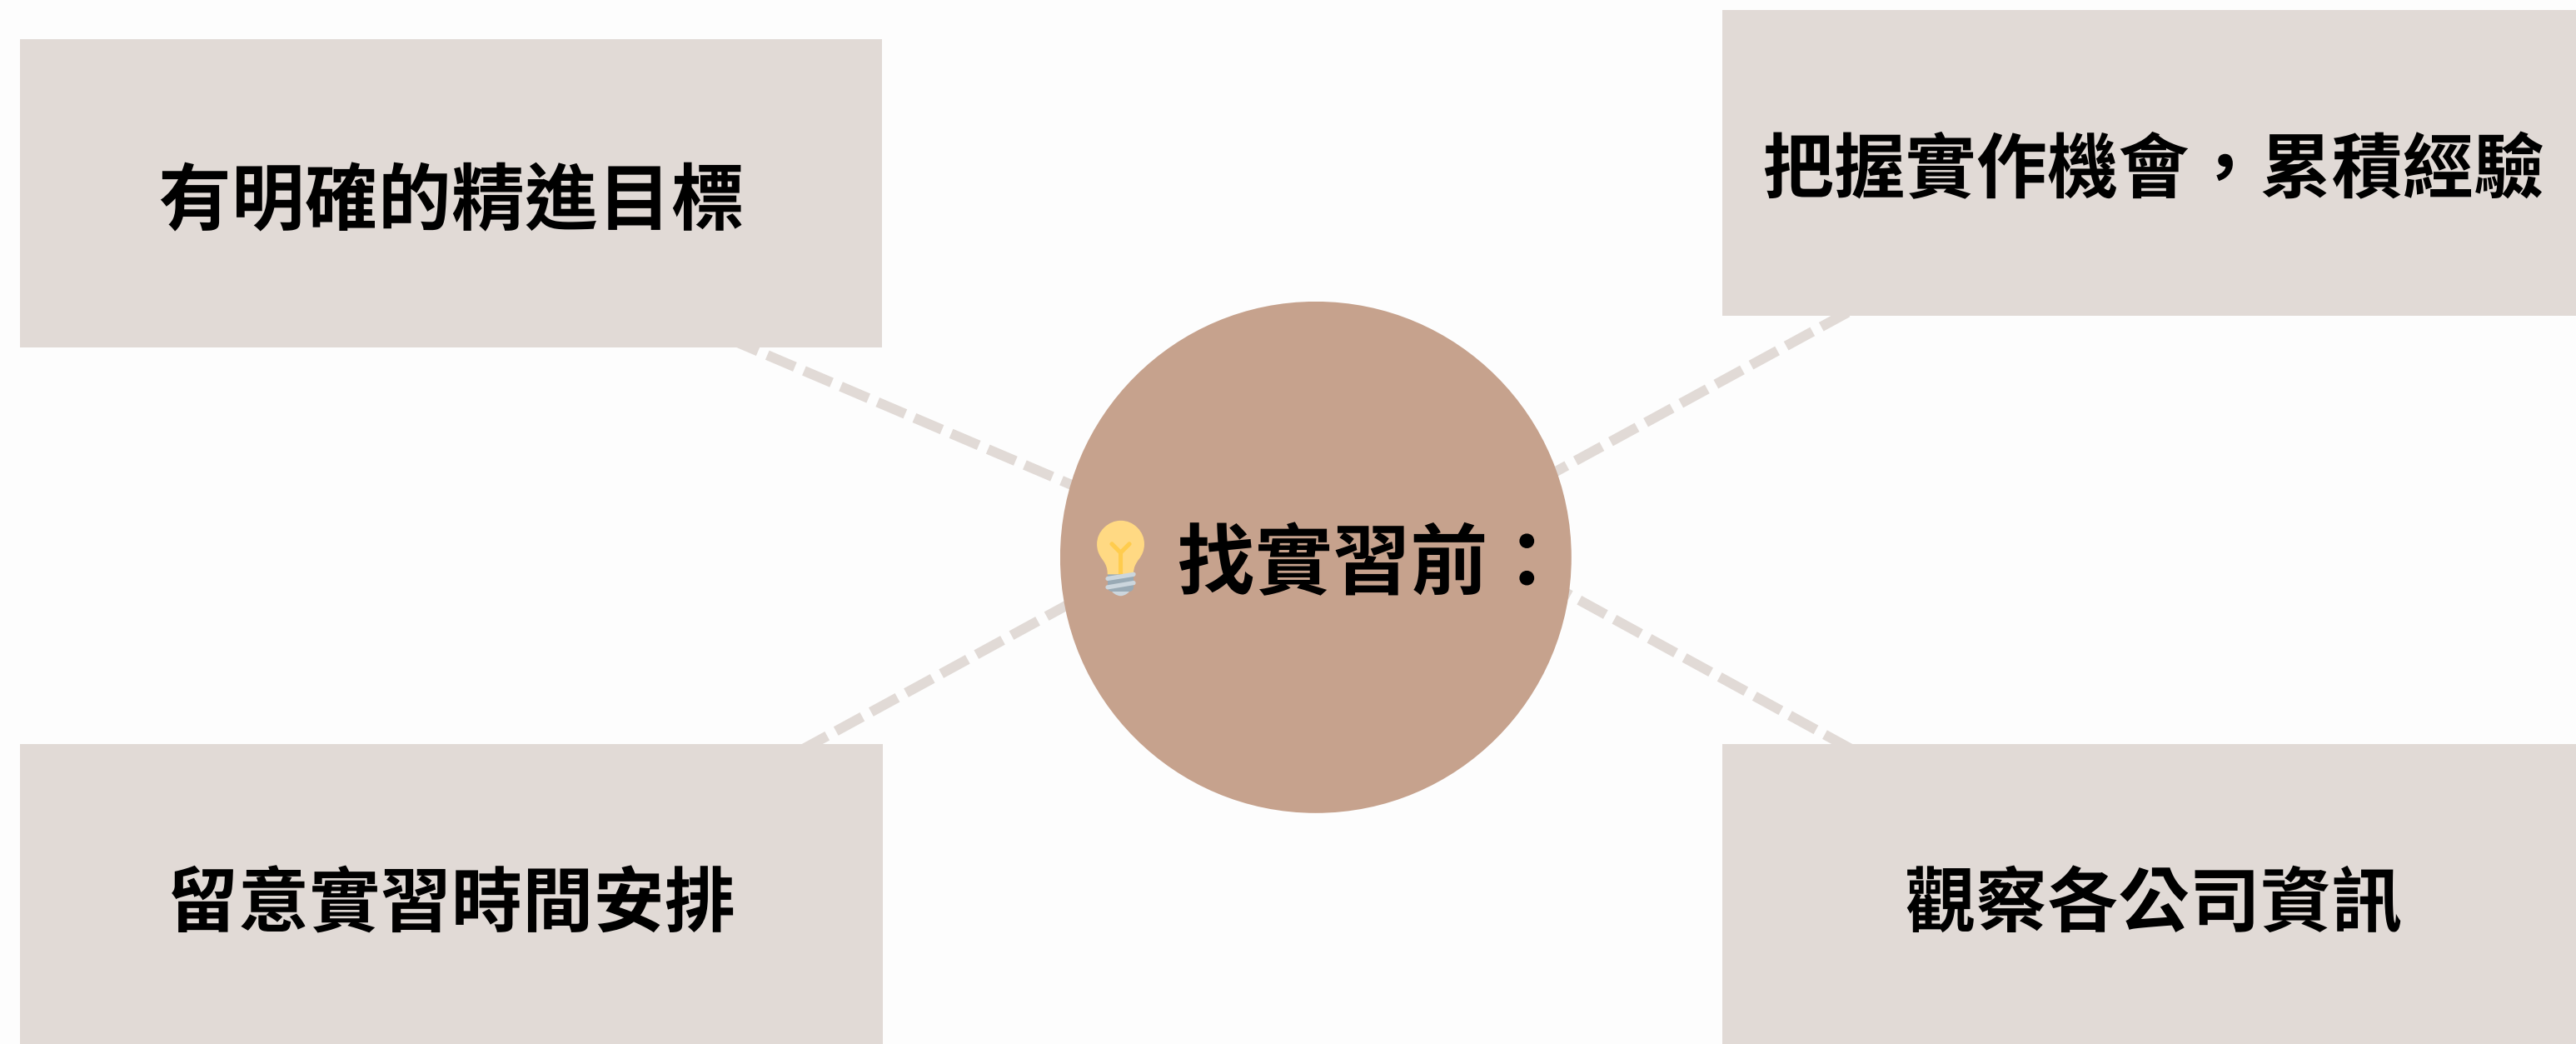 有明確的精進目標
把握實作機會，累積經驗
💡 找實習前：
留意實習時間安排
觀察各公司資訊